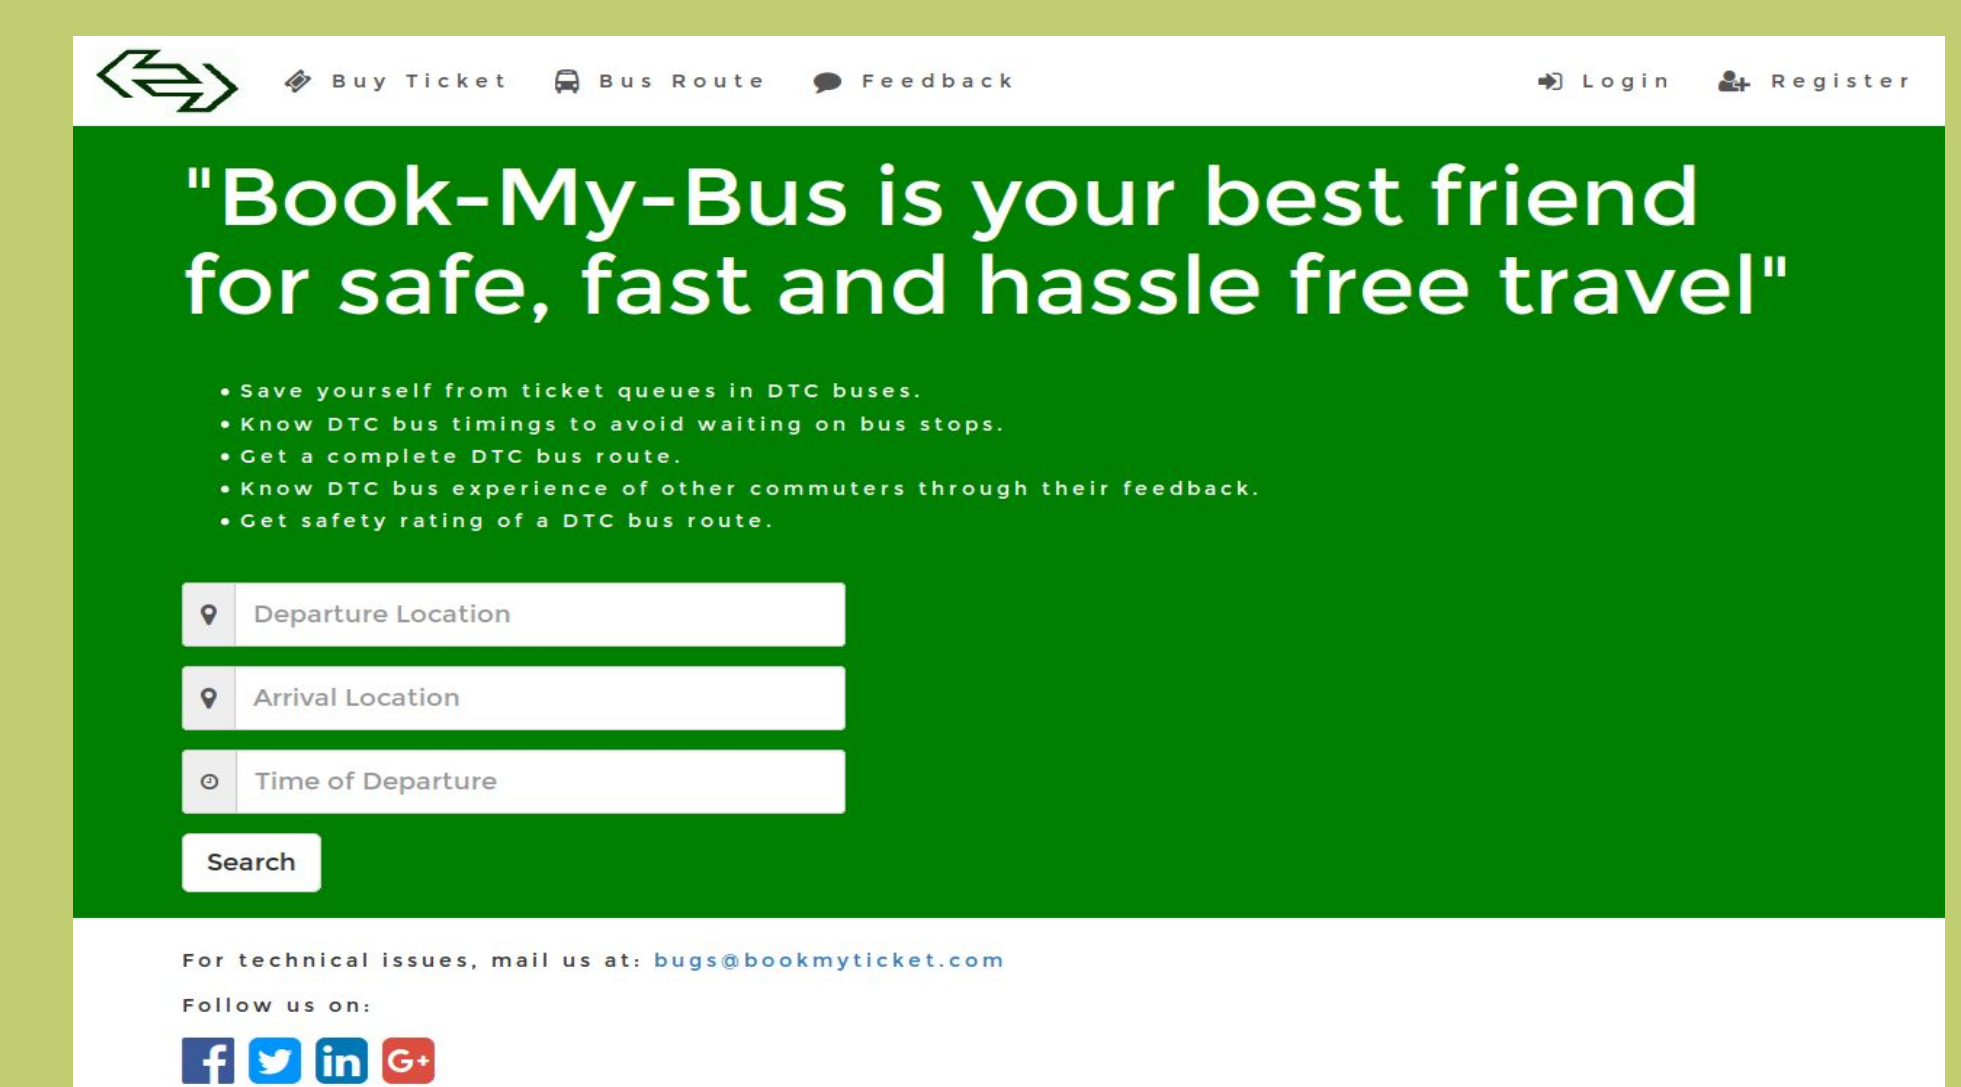 Buy Ticket Bus Route Feedback Login Register
"Book-My-Bus is your best friend
for safe, fast and hassle free travel"
• Save yourself from ticket queues in DTC buses.
• Know DTC bus timings to avoid waiting on bus stops.
• Get a complete DTC bus route.
• Know DTC bus experience of other commuters through their feedback.
• Get safety rating of a DTC bus route.
Departure Location
Arrival Location
Time of Departure
Search
For technical issues, mail us at: bugs@bookmyticket.com
Follow us on:
f in G+